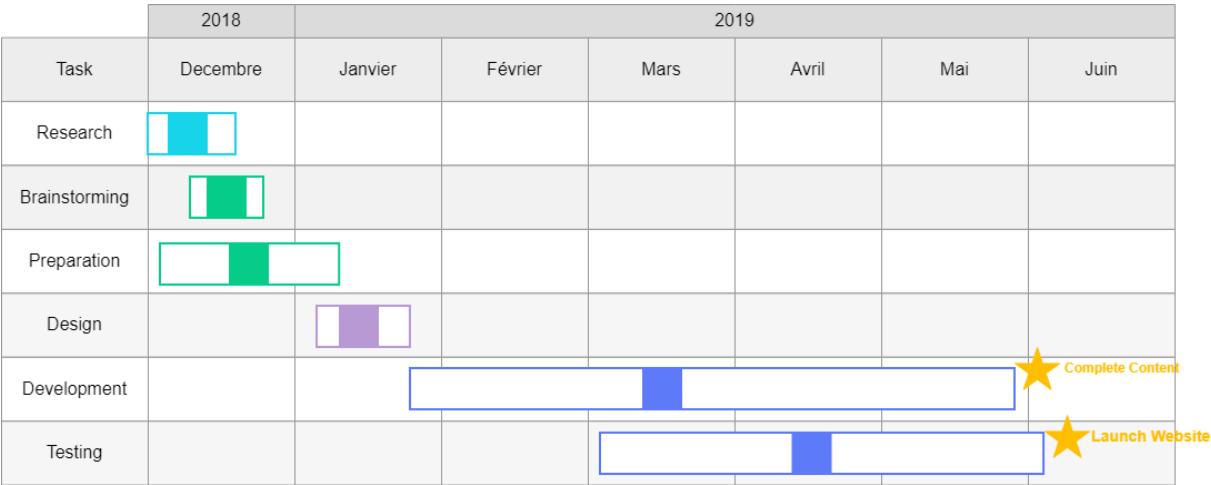 2018 2019
Task Decembre Janvier Février Mars Avril Mai Juin
Research
Brainstorming
Preparation
Design
Development Complete Content
Testing Launch Website